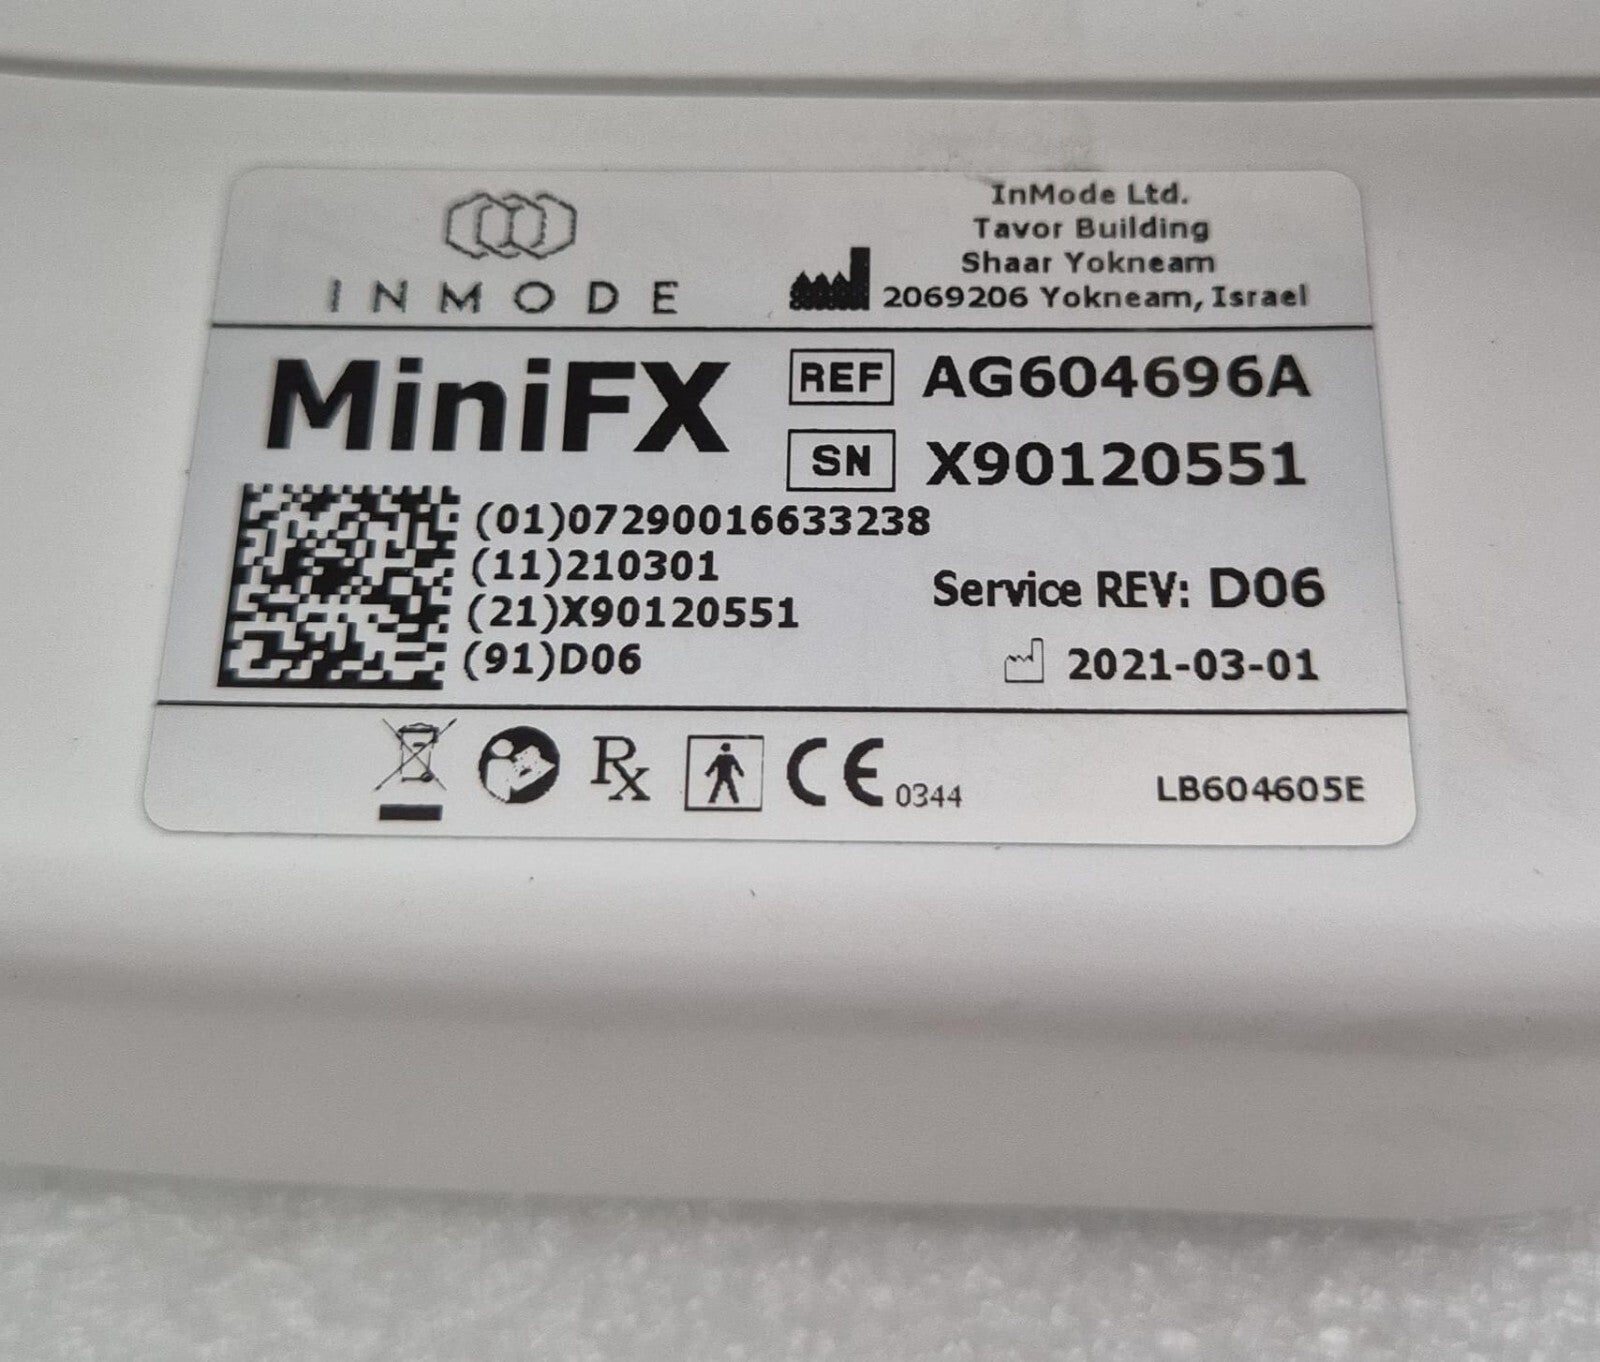 INMODE
InMode Ltd.
Tavor Building
Shaar Yokneam
2069206 Yokneam, Israel
MiniFX
REF AG604696A
SN X90120551
(01)07290016633238
(11)210301
(21)X90120551
(91)D06
Service REV: D06
2021-03-01
Rx
CE 0344
LB604605E